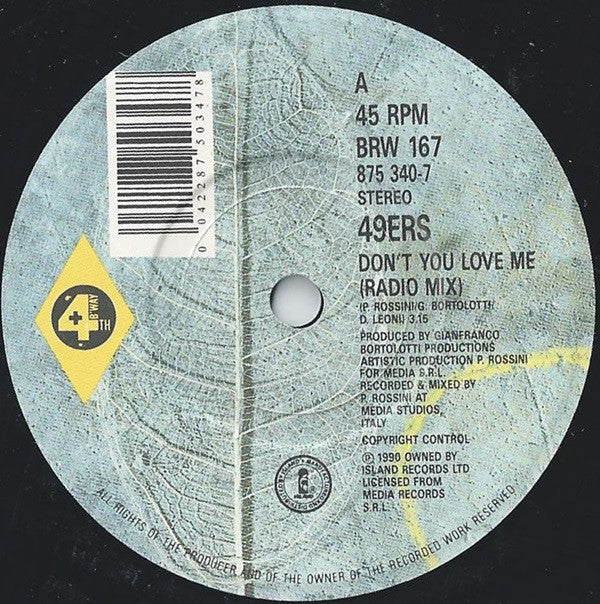 A
45 RPM
BRW 167
875 340-7
STEREO
49ERS
DON'T YOU LOVE ME
(RADIO MIX)
(P. ROSSINI/G. BORTOLOTTI/
D. LEONI) 3.15
PRODUCED BY GIANFRANCO
BORTOLOTTI PRODUCTIONS
ARTISTIC PRODUCTION P. ROSSINI
FOR MEDIA S.R.L.
RECORDED & MIXED BY
P. ROSSINI AT
MEDIA STUDIOS,
ITALY
COPYRIGHT CONTROL
℗ 1990 OWNED BY
ISLAND RECORDS LTD
LICENSED FROM
MEDIA RECORDS
S.R.L.
0 042287 503478
4TH
+
B'WAY
ISLAND
ALL RIGHTS OF THE PRODUCER AND OF THE OWNER OF THE RECORDED WORK RESERVED